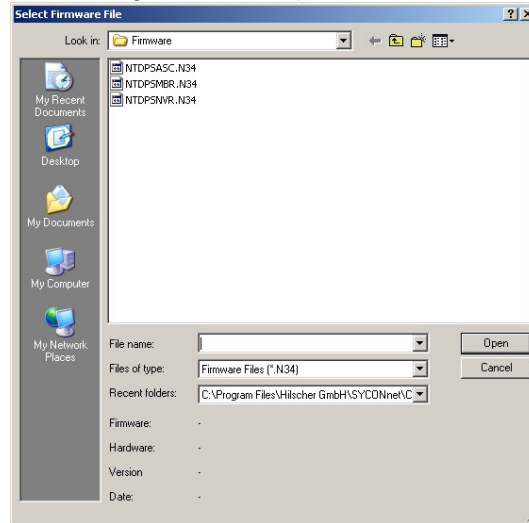 Select Firmware File
Look in: Firmware
NTDPSASC.N34
NTDPSMBR.N34
NTDPSNVR.N34
My Recent
Documents
Desktop
My Documents
My Computer
My Network
Places
File name:
Open
Files of type: Firmware Files (*.N34)
Cancel
Recent folders: C:\Program Files\Hilscher GmbH\SYCONnet\C
Firmware: -
Hardware: -
Version -
Date: -